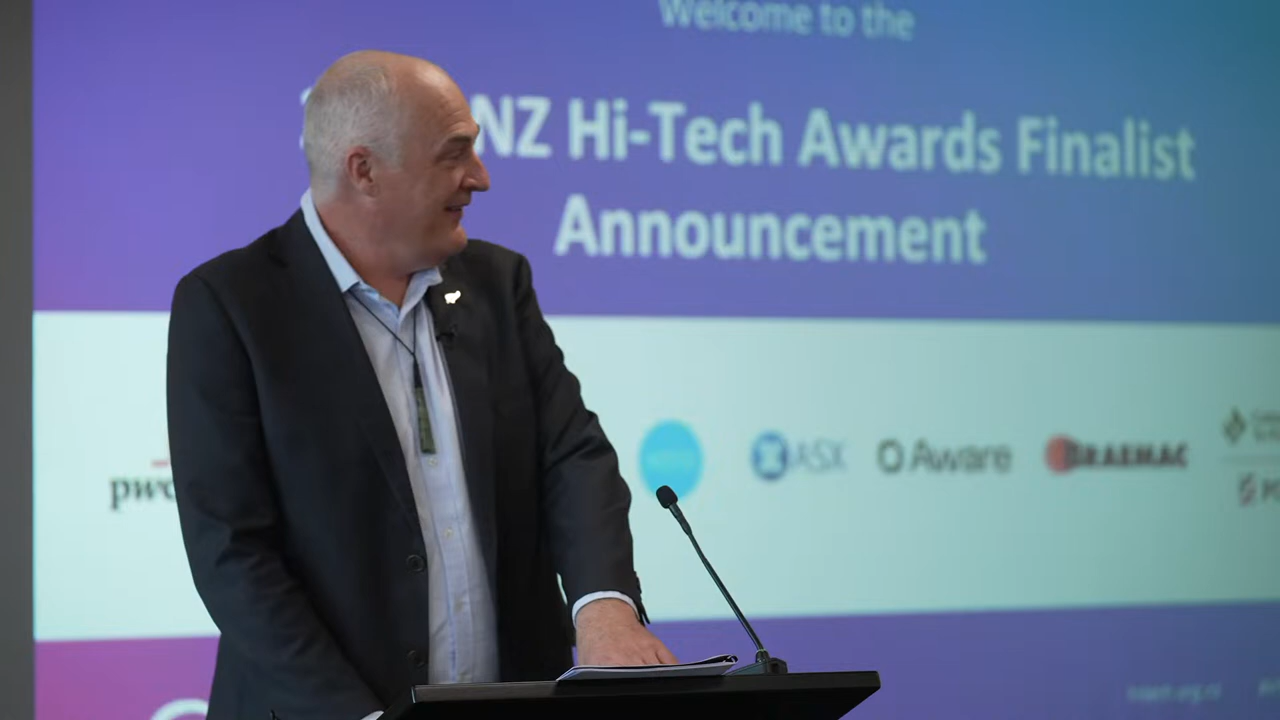 Welcome to the
NZ Hi-Tech Awards Finalist
Announcement
pwc
ASX
Aware
BRAEMAC